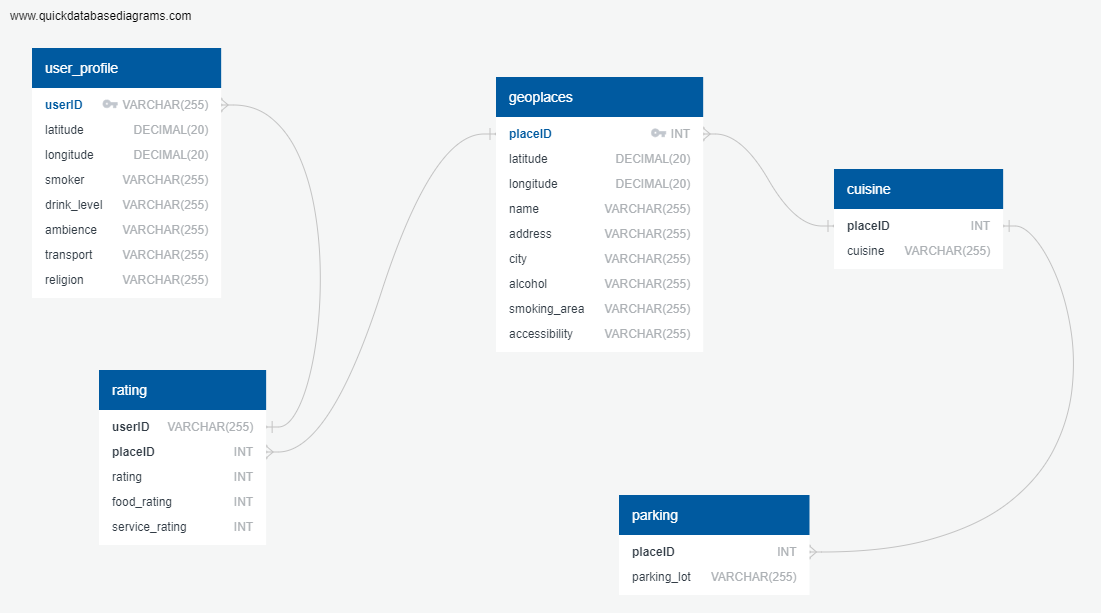 www.quickdatabasediagrams.com
user_profile
userID VARCHAR(255)
latitude DECIMAL(20)
longitude DECIMAL(20)
smoker VARCHAR(255)
drink_level VARCHAR(255)
ambience VARCHAR(255)
transport VARCHAR(255)
religion VARCHAR(255)
geoplaces
placeID INT
latitude DECIMAL(20)
longitude DECIMAL(20)
name VARCHAR(255)
address VARCHAR(255)
city VARCHAR(255)
alcohol VARCHAR(255)
smoking_area VARCHAR(255)
accessibility VARCHAR(255)
cuisine
placeID INT
cuisine VARCHAR(255)
rating
userID VARCHAR(255)
placeID INT
rating INT
food_rating INT
service_rating INT
parking
placeID INT
parking_lot VARCHAR(255)